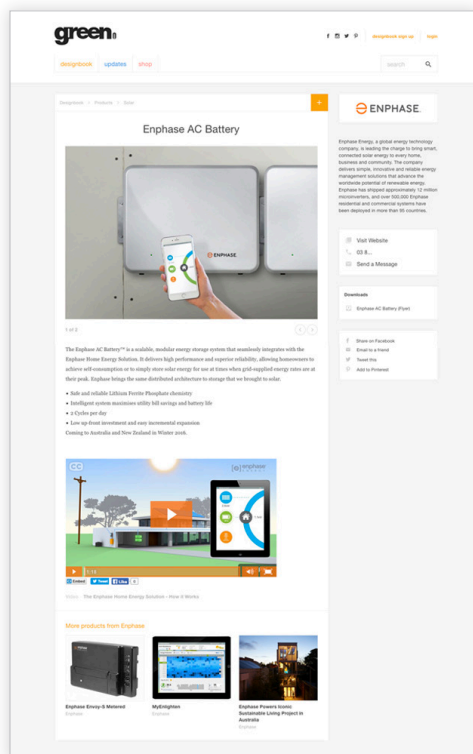 green
designbook sign up
login
designbook
updates
shop
search
Designbook > Products > Solar
+
Enphase AC Battery
ENPHASE
1 of 2
The Enphase AC Battery™ is a scalable, modular energy storage system that seamlessly integrates with the
Enphase Home Energy Solution. It delivers high performance and superior reliability, allowing homeowners to
achieve self-consumption or to simply store solar energy for use at times when grid-supplied energy rates are at
their peak. Enphase brings the same distributed architecture to storage that we brought to solar.
• Safe and reliable Lithium Ferrite Phosphate chemistry
• Intelligent system maximises utility bill savings and battery life
• 2 Cycles per day
• Low up-front investment and easy incremental expansion
Coming to Australia and New Zealand in Winter 2016.
CC
[e] enphase
ENERGY
Embed
Tweet
Like
0
Video The Enphase Home Energy Solution - How it Works
More products from Enphase
Enphase Envoy-S Metered
Enphase
MyEnlighten
Enphase
Enphase Powers Iconic
Sustainable Living Project in
Australia
Enphase
ENPHASE
Enphase Energy, a global energy technology
company, is leading the charge to bring smart,
connected solar energy to every home,
business and community. The company
delivers simple, innovative and reliable energy
management solutions that advance the
worldwide potential of renewable energy.
Enphase has shipped approximately 12 million
microinverters, and over 500,000 Enphase
residential and commercial systems have
been deployed in more than 95 countries.
Visit Website
03 8...
Send a Message
Downloads
Enphase AC Battery (Flyer)
Share on Facebook
Email to a friend
Tweet this
Add to Pinterest